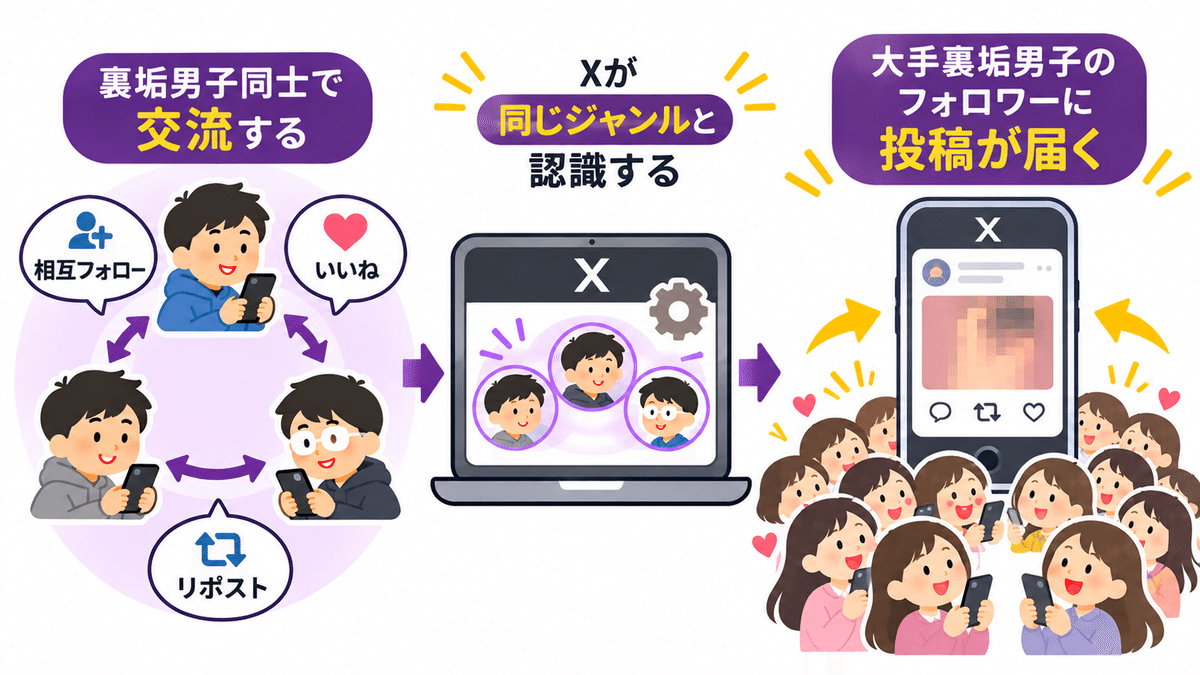 裏垢男子同士で
交流する
相互フォロー
いいね
リポスト
Xが
同じジャンルと
認識する
X
大手裏垢男子の
フォロワーに
投稿が届く
X